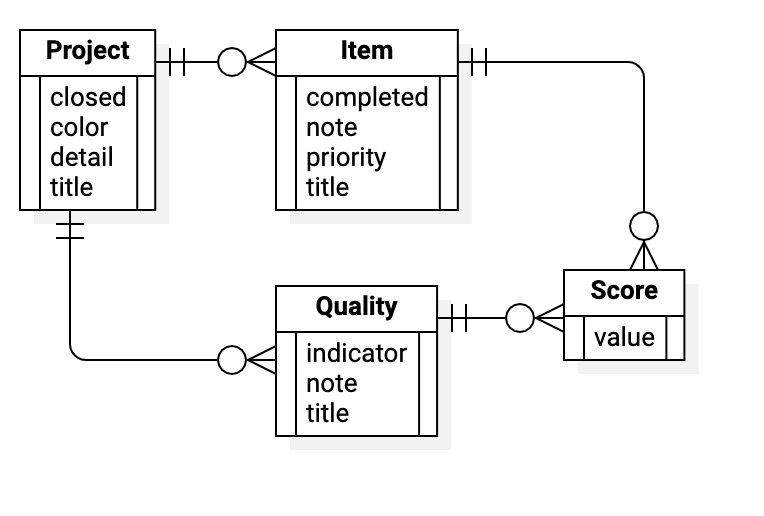 Project
closed
color
detail
title
Item
completed
note
priority
title
Quality
indicator
note
title
Score
value